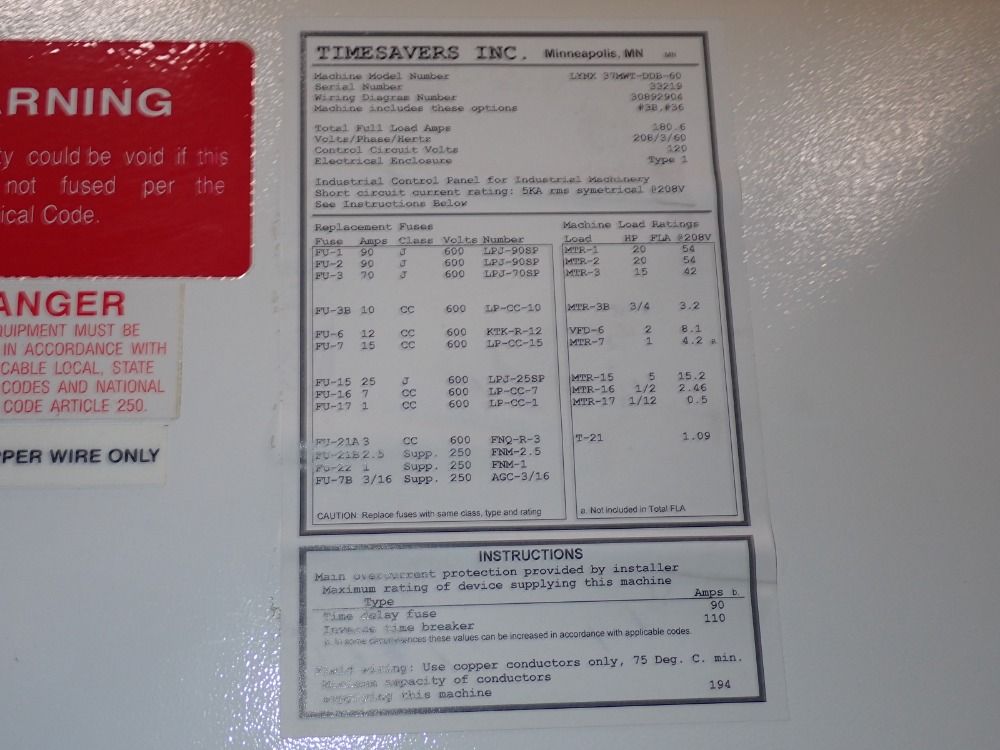 ARNING
ty could be void if this
not fused per the
ical Code.
ANGER
QUIPMENT MUST BE
IN ACCORDANCE WITH
CABLE LOCAL, STATE
CODES AND NATIONAL
CODE ARTICLE 250.
PPER WIRE ONLY
TIMESAVERS INC. Minneapolis, MN MN
Machine Model Number LYNX 37MWT-DDB-60
Serial Number 33219
Wiring Diagram Number 30892904
Machine includes these options #3B,#36
Total Full Load Amps 180.6
Volts/Phase/Hertz 208/3/60
Control Circuit Volts 120
Electrical Enclosure Type 1
Industrial Control Panel for Industrial Machinery
Short circuit current rating: 5KA rms symetrical @208V
See Instructions Below
Replacement Fuses
Fuse Amps Class Volts Number
FU-1 90 J 600 LPJ-90SP
FU-2 90 J 600 LPJ-90SP
FU-3 70 J 600 LPJ-70SP
FU-3B 10 CC 600 LP-CC-10
FU-6 12 CC 600 KTK-R-12
FU-7 15 CC 600 LP-CC-15
FU-15 25 J 600 LPJ-25SP
FU-16 7 CC 600 LP-CC-7
FU-17 1 CC 600 LP-CC-1
FU-21A 3 CC 600 FNQ-R-3
FU-21B 2.5 Supp. 250 FNM-2.5
FU-22 1 Supp. 250 FNM-1
FU-7B 3/16 Supp. 250 AGC-3/16
CAUTION: Replace fuses with same class, type and rating
Machine Load Ratings
Load HP FLA @208V
MTR-1 20 54
MTR-2 20 54
MTR-3 15 42
MTR-3B 3/4 3.2
VFD-6 2 8.1
MTR-7 1 4.2 a
MTR-15 5 15.2
MTR-16 1/2 2.46
MTR-17 1/12 0.5
T-21 1.09
a. Not included in Total FLA
INSTRUCTIONS
Main overcurrent protection provided by installer
Maximum rating of device supplying this machine
Type Amps b.
Time delay fuse 90
Inverse time breaker 110
b. In some circumstances these values can be increased in accordance with applicable codes.
Field wiring: Use copper conductors only, 75 Deg. C. min.
Minimum ampacity of conductors
supplying this machine 194